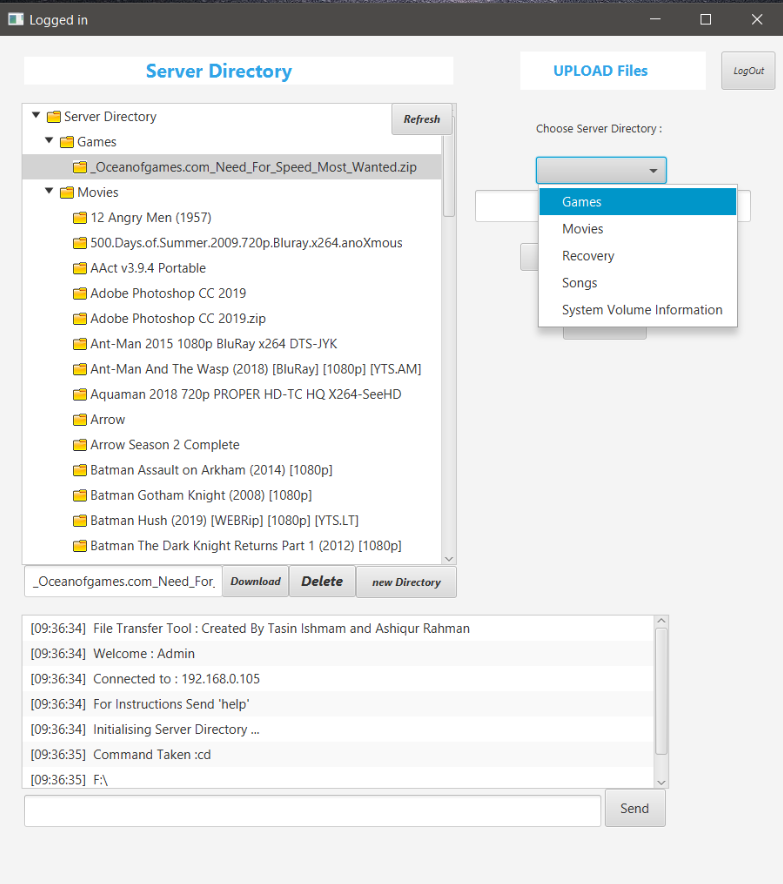 Logged in
Server Directory
UPLOAD Files
LogOut
Server Directory
Refresh
Games
_Oceanofgames.com_Need_For_Speed_Most_Wanted.zip
Movies
12 Angry Men (1957)
500.Days.of.Summer.2009.720p.Bluray.x264.anoXmous
AAct v3.9.4 Portable
Adobe Photoshop CC 2019
Adobe Photoshop CC 2019.zip
Ant-Man 2015 1080p BluRay x264 DTS-JYK
Ant-Man And The Wasp (2018) [BluRay] [1080p] [YTS.AM]
Aquaman 2018 720p PROPER HD-TC HQ X264-SeeHD
Arrow
Arrow Season 2 Complete
Batman Assault on Arkham (2014) [1080p]
Batman Gotham Knight (2008) [1080p]
Batman Hush (2019) [WEBRip] [1080p] [YTS.LT]
Batman The Dark Knight Returns Part 1 (2012) [1080p]
_Oceanofgames.com_Need_For_
Download
Delete
new Directory
Choose Server Directory :
Games
Movies
Recovery
Songs
System Volume Information
[09:36:34] File Transfer Tool : Created By Tasin Ishmam and Ashiqur Rahman
[09:36:34] Welcome : Admin
[09:36:34] Connected to : 192.168.0.105
[09:36:34] For Instructions Send 'help'
[09:36:34] Initialising Server Directory ...
[09:36:35] Command Taken :cd
[09:36:35] F:\
Send